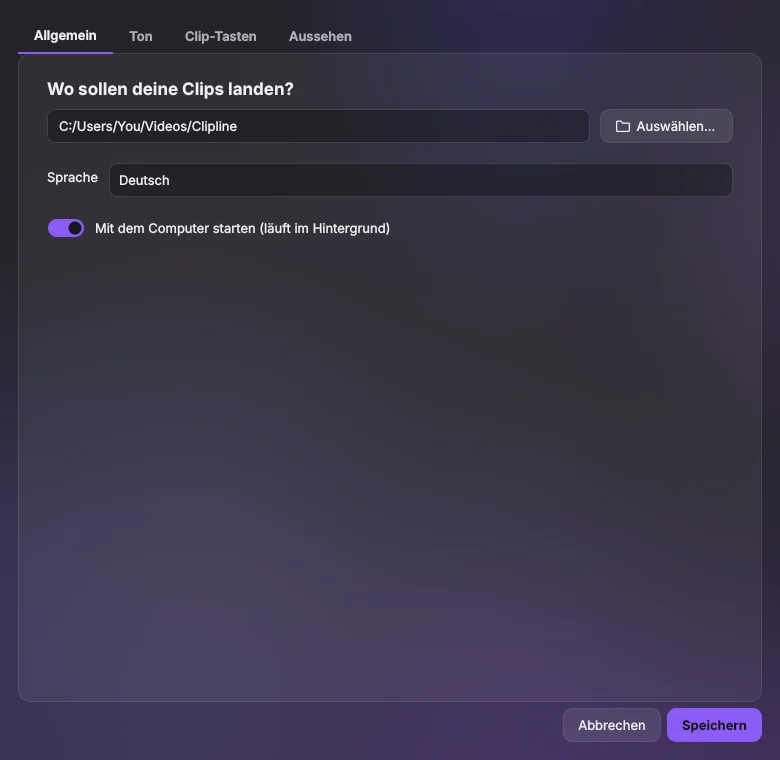 Allgemein Ton Clip-Tasten Aussehen
Wo sollen deine Clips landen?
C:/Users/You/Videos/Clipline Auswählen...
Sprache Deutsch
Mit dem Computer starten (läuft im Hintergrund)
Abbrechen Speichern